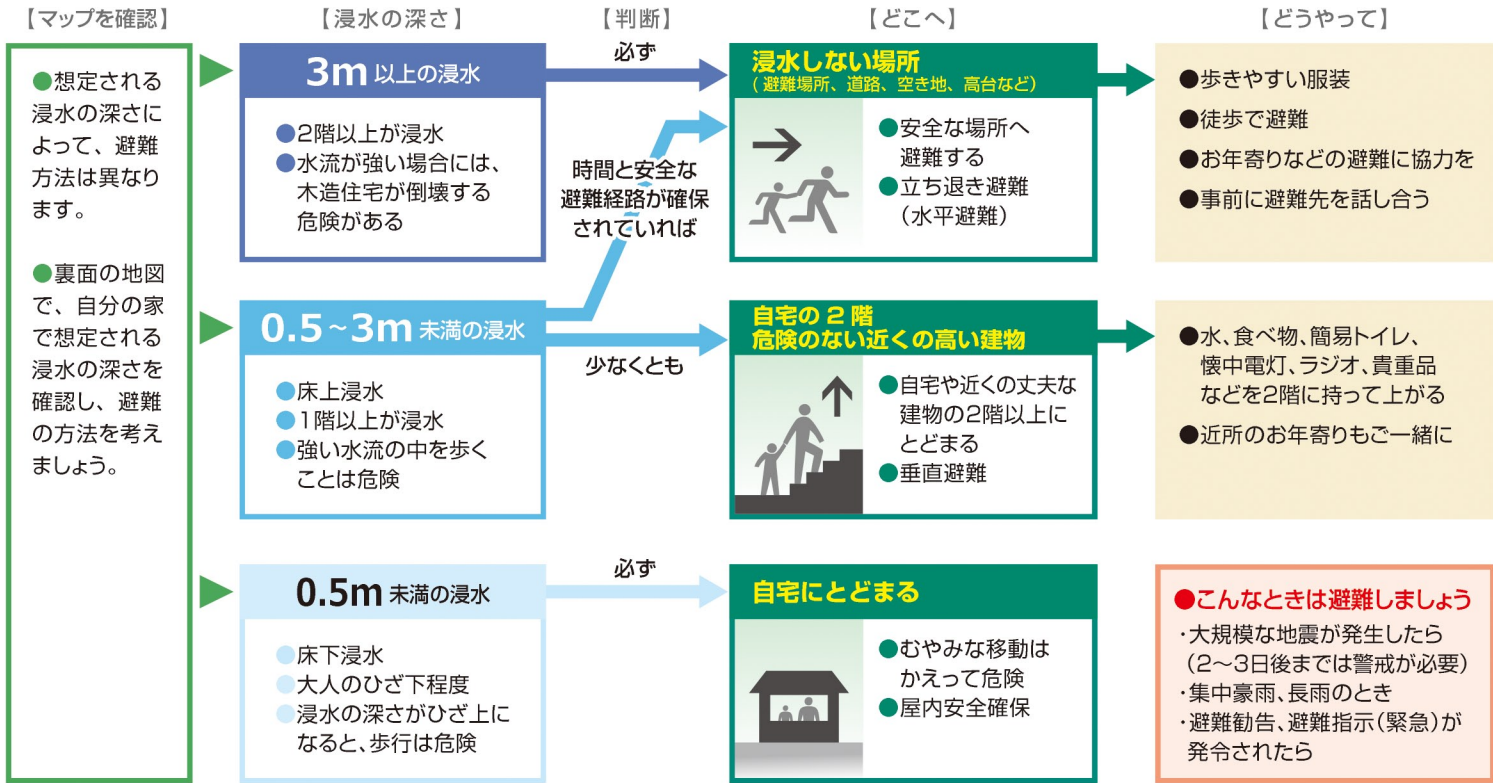 【マップを確認】
【浸水の深さ】
【判断】
【どこへ】
【どうやって】
●想定される
浸水の深さに
よって、避難
方法は異なり
ます。
●裏面の地図
で、自分の家
で想定される
浸水の深さを
確認し、避難
の方法を考え
ましょう。
3m 以上の浸水
●2階以上が浸水
●水流が強い場合には、
木造住宅が倒壊する
危険がある
必ず
浸水しない場所
(避難場所、道路、空き地、高台など)
●安全な場所へ
避難する
●立ち退き避難
(水平避難)
●歩きやすい服装
●徒歩で避難
●お年寄りなどの避難に協力を
●事前に避難先を話し合う
0.5~3m 未満の浸水
●床上浸水
●1階以上が浸水
●強い水流の中を歩く
ことは危険
時間と安全な
避難経路が確保
されていれば
少なくとも
自宅の2階
危険のない近くの高い建物
●自宅や近くの丈夫な
建物の2階以上に
とどまる
●垂直避難
●水、食べ物、簡易トイレ、
懐中電灯、ラジオ、貴重品
などを2階に持って上がる
●近所のお年寄りもご一緒に
0.5m 未満の浸水
●床下浸水
●大人のひざ下程度
●浸水の深さがひざ上に
なると、歩行は危険
必ず
自宅にとどまる
●むやみな移動は
かえって危険
●屋内安全確保
●こんなときは避難しましょう
・大規模な地震が発生したら
(2~3日後までは警戒が必要)
・集中豪雨、長雨のとき
・避難勧告、避難指示(緊急)が
発令されたら